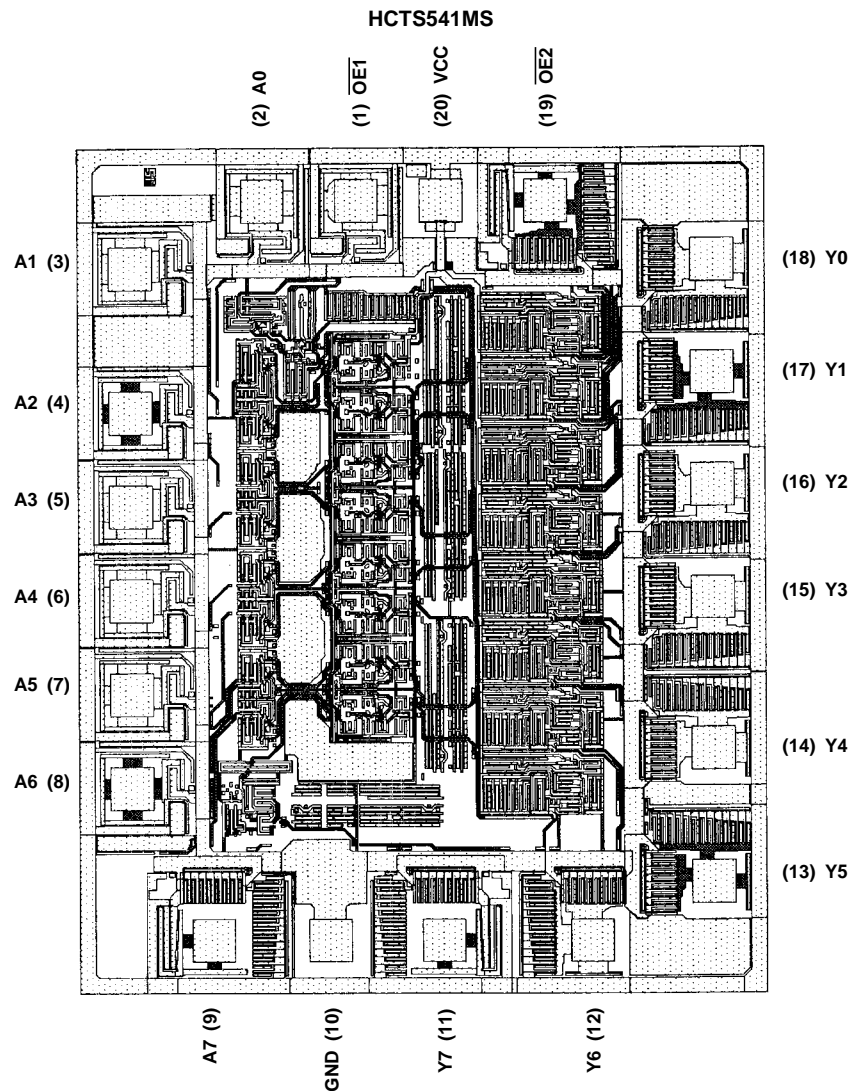 HCTS541MS
(2) A0
(1) O̅E̅1̅
(20) VCC
(19) O̅E̅2̅
A1 (3)
(18) Y0
(17) Y1
A2 (4)
(16) Y2
A3 (5)
(15) Y3
A4 (6)
A5 (7)
(14) Y4
A6 (8)
(13) Y5
A7 (9)
GND (10)
Y7 (11)
Y6 (12)